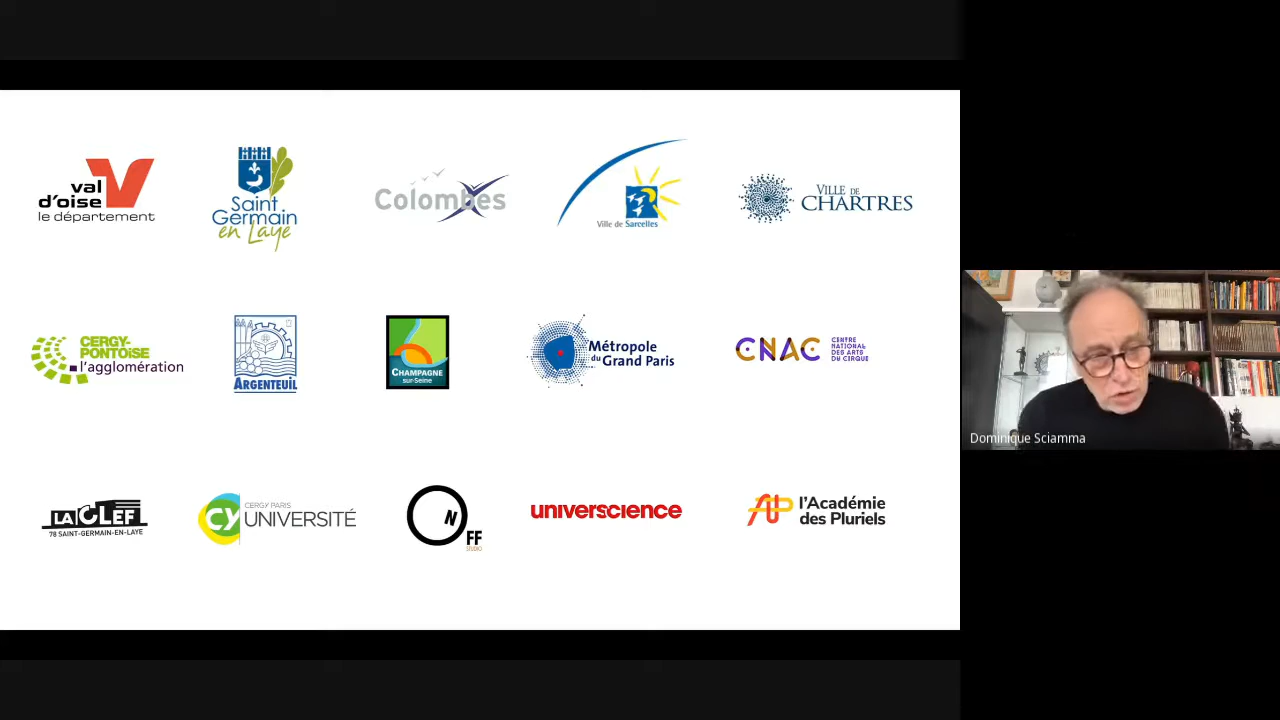 val
d'oise
le département
Saint
Germain
en Laye
Colombes
Ville de Sarcelles
VILLE DE
CHARTRES
CERGY-
PONTOISE
l'agglomération
ARGENTEUIL
CHAMPAGNE
sur-Seine
Métropole
du Grand Paris
CNAC
CENTRE
NATIONAL
DES ARTS
DU CIRQUE
LA CLEF
78 SAINT-GERMAIN-EN-LAYE
CY
CERGY PARIS
UNIVERSITÉ
ON
FF
STUDIO
universcience
l'Académie
des Pluriels
Dominique Sciamma